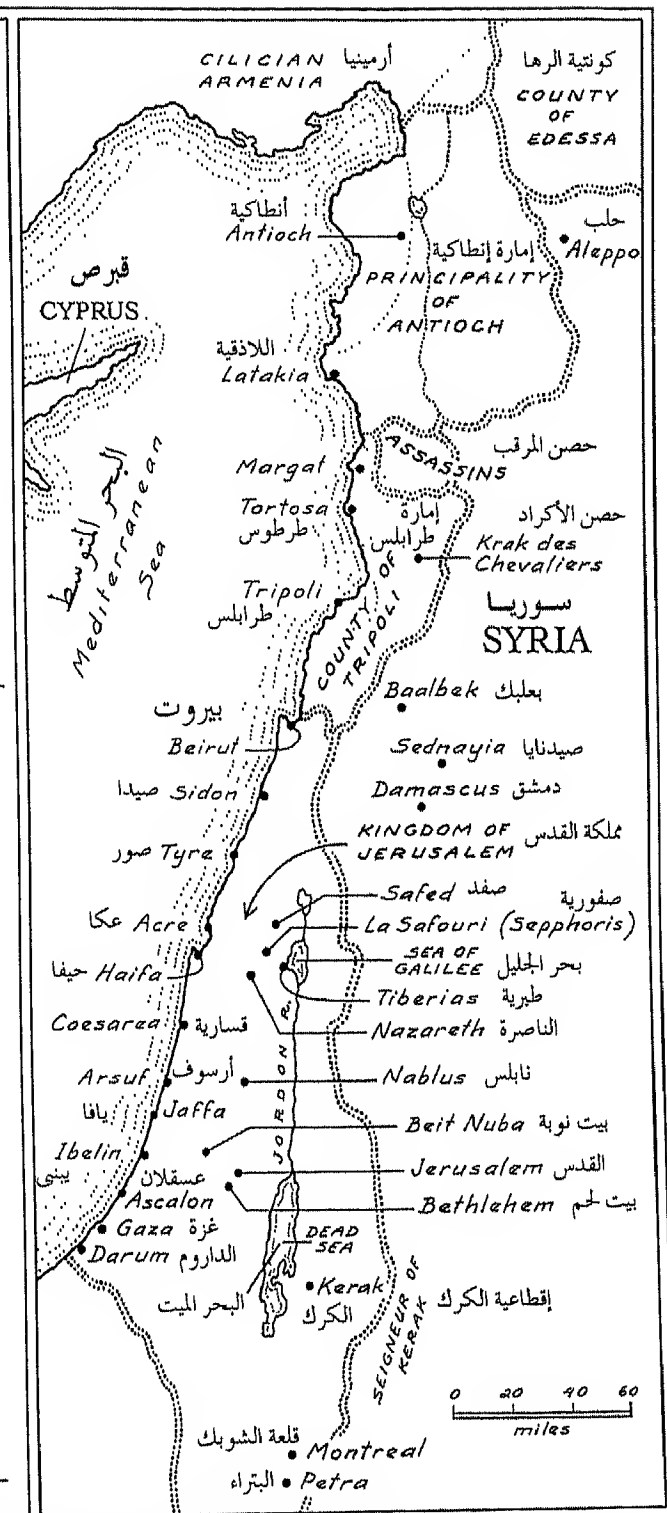 CILICIAN أرمينيا
ARMENIA
كونتية الرها
COUNTY
OF
EDESSA
أنطاكية
Antioch
حلب
Aleppo
إمارة إنطاكية
PRINCIPALITY
OF
ANTIOCH
قبرص
CYPRUS
اللاذقية
Latakia
البحر المتوسط
Mediterranean
Sea
Margat
ASSASSINS
حصن المرقب
Tortosa
طرطوس
إمارة
طرابلس
حصن الأكراد
Krak des
Chevaliers
Tripoli
طرابلس
COUNTY OF
TRIPOLI
سوريا
SYRIA
Baalbek بعلبك
بيروت
Beirut
Sednayia صيدنايا
صيدا Sidon
Damascus دمشق
KINGDOM OF
JERUSALEM
مملكة القدس
صور Tyre
Safed صفد
صفورية
La Safouri (Sepphoris)
عكا Acre
SEA OF
GALILEE
بحر الجليل
حيفا Haifa
Tiberias طبرية
Coesarea قسارية
Nazareth الناصرة
JORDON R.
Arsuf أرسوف
Nablus نابلس
يافا Jaffa
Beit Nuba بيت نوبة
Ibelin
يبنى
Jerusalem القدس
عسقلان
Ascalon
Bethlehem بيت لحم
Gaza غزة
DEAD
SEA
Darum الداروم
البحر الميت
Kerak
الكرك
SEIGNEUR OF
KERAK
إقطاعية الكرك
0 20 40 60
miles
قلعة الشوبك
Montreal
البتراء Petra